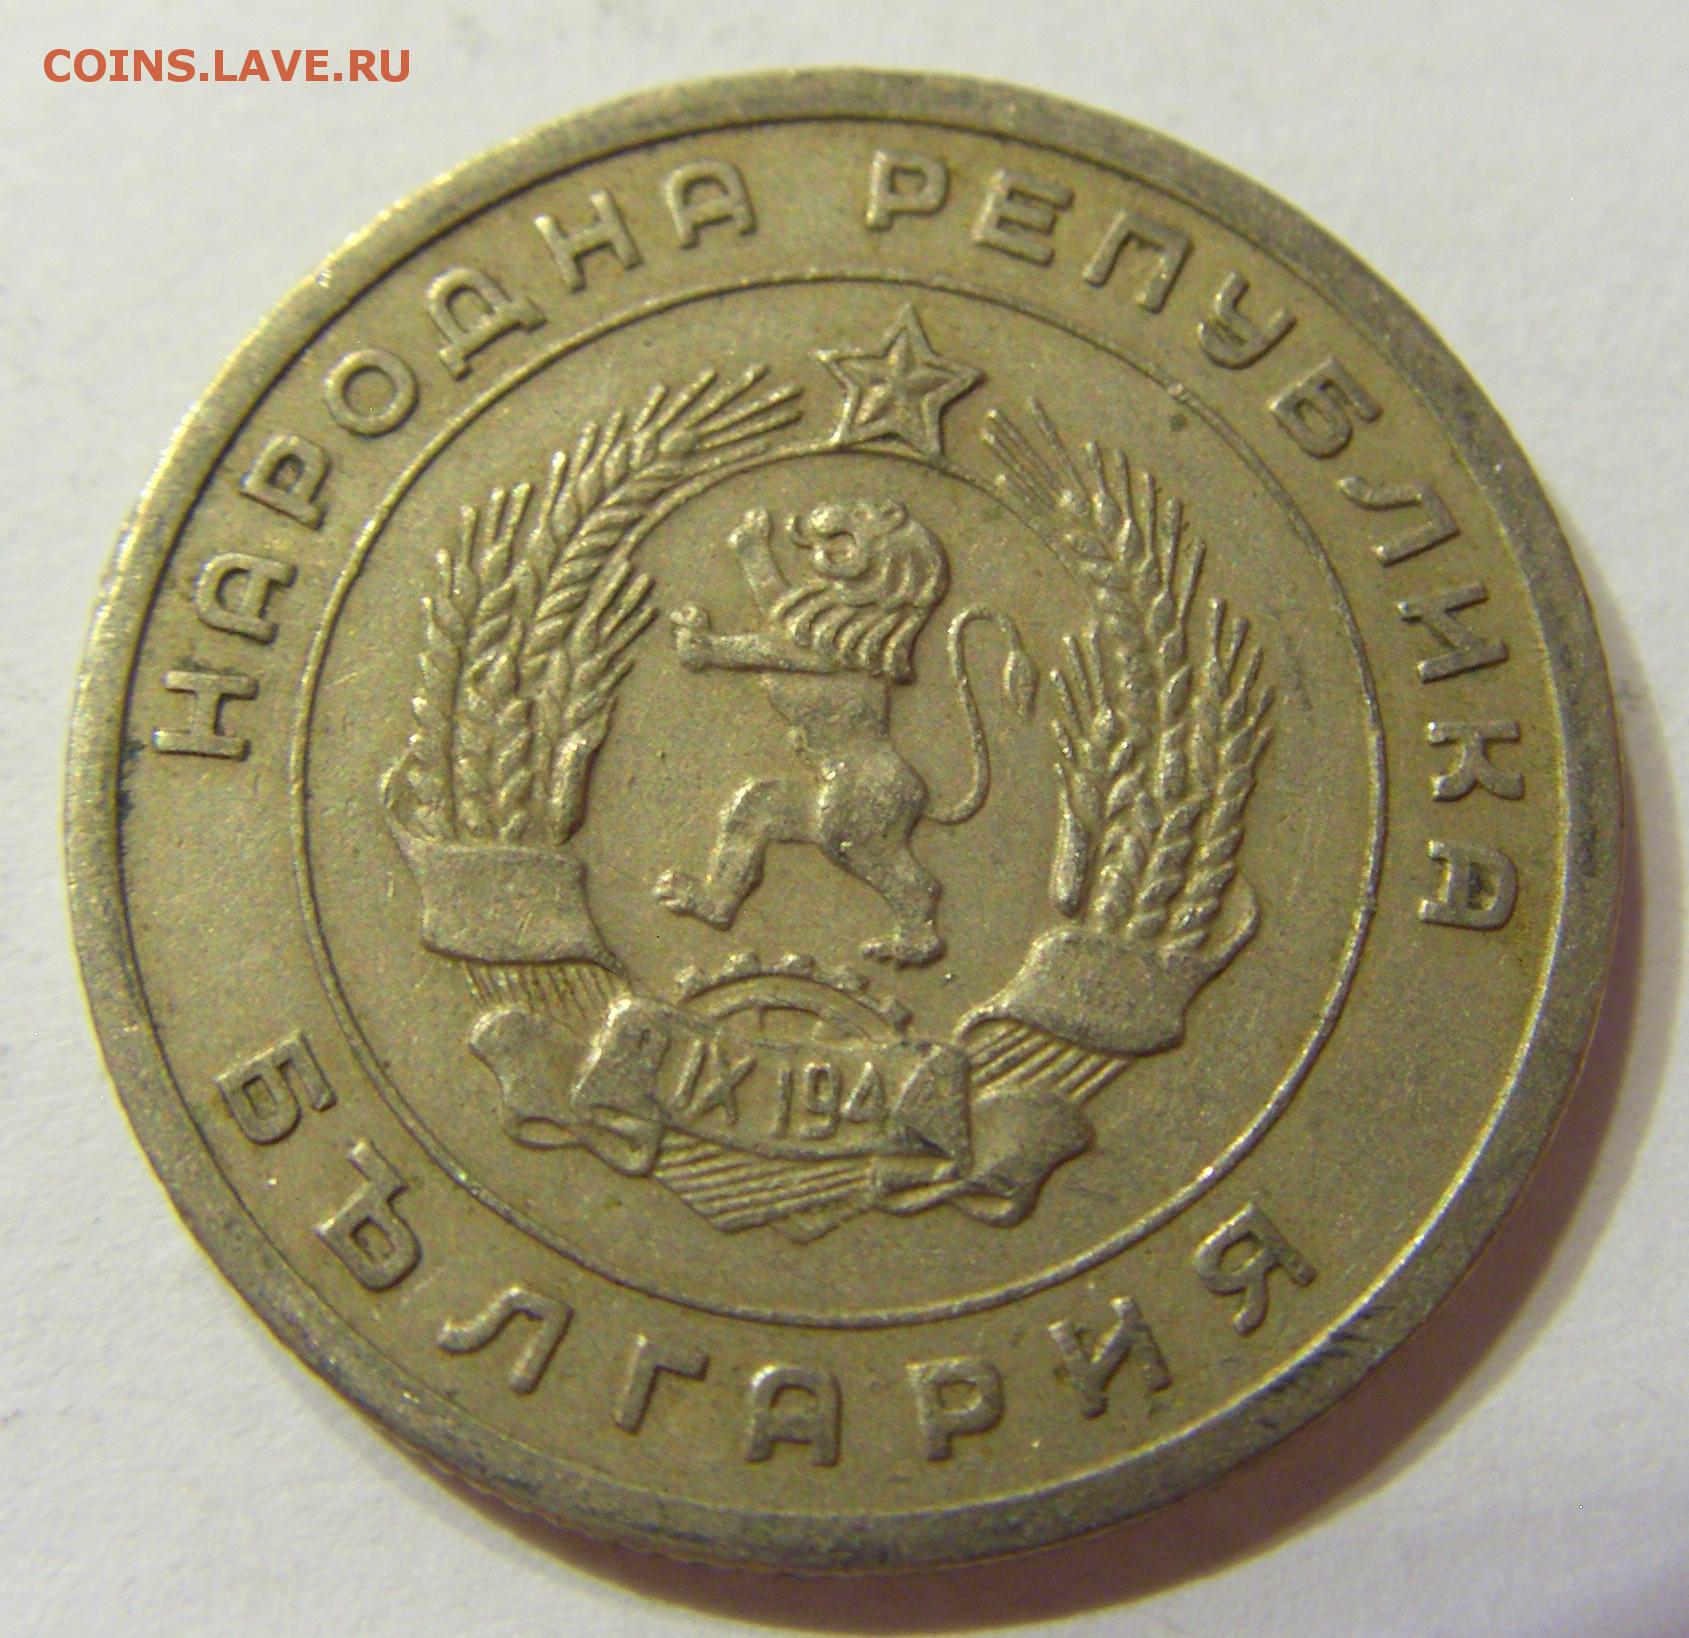 COINS.LAVE.RU
НАРОДНА РЕПУБЛИКА
БЪЛГАРИЯ
IX 1944